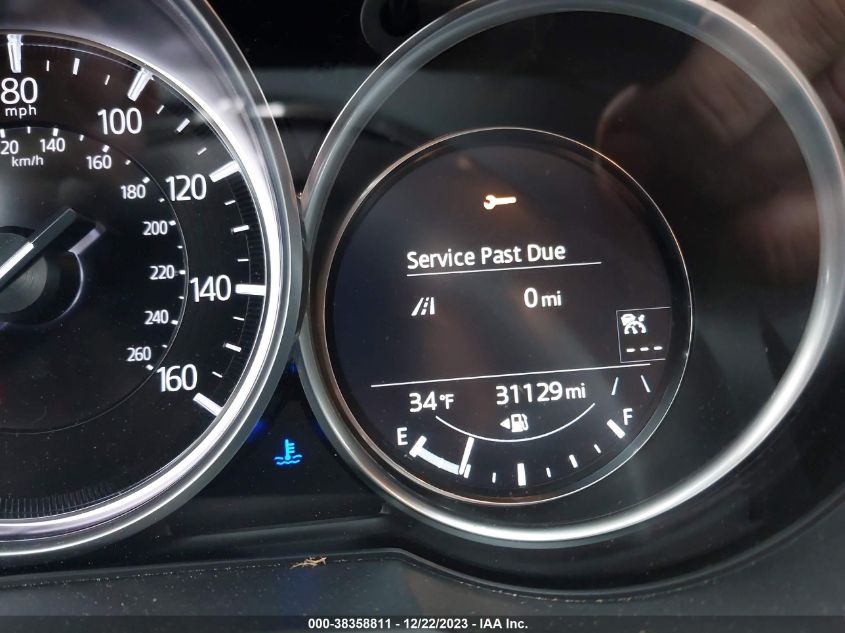 80
mph
100
120
140
160
20
140
km/h
160
180
200
220
240
260
Service Past Due
0 mi
---
34°F
31129 mi
E
F
000-38358811 - 12/22/2023 - IAA Inc.